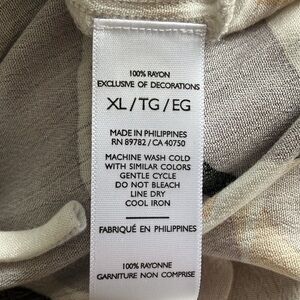 100% RAYON
EXCLUSIVE OF DECORATIONS
XL / TG / EG
MADE IN PHILIPPINES
RN 89782 / CA 40750
MACHINE WASH COLD
WITH SIMILAR COLORS
GENTLE CYCLE
DO NOT BLEACH
LINE DRY
COOL IRON
FABRIQUÉ EN PHILIPPINES
100% RAYONNE
GARNITURE NON COMPRISE